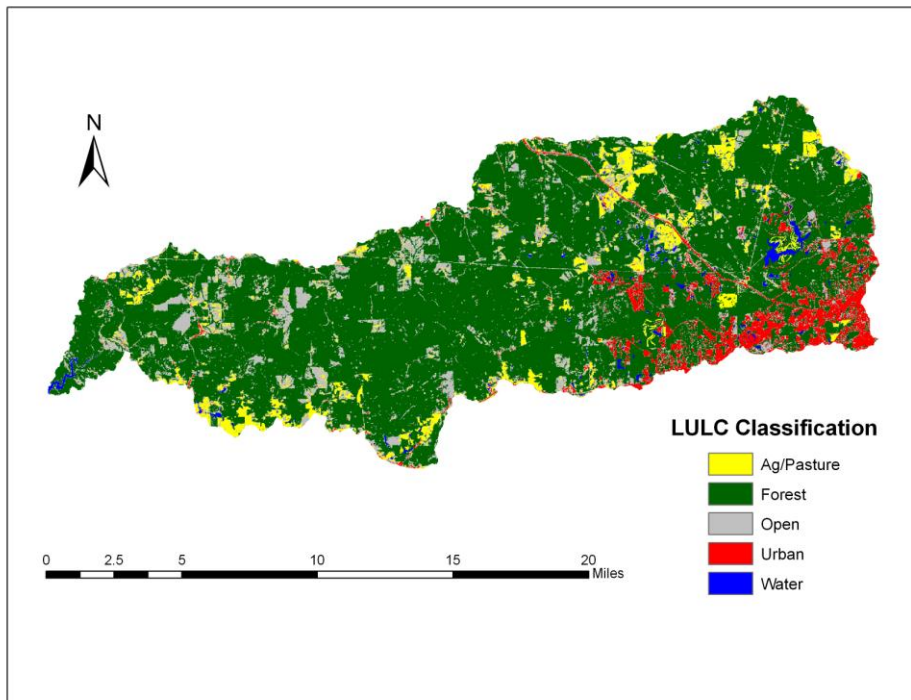 N
LULC Classification
Ag/Pasture
Forest
Open
Urban
Water
0 2.5 5 10 15 20
Miles